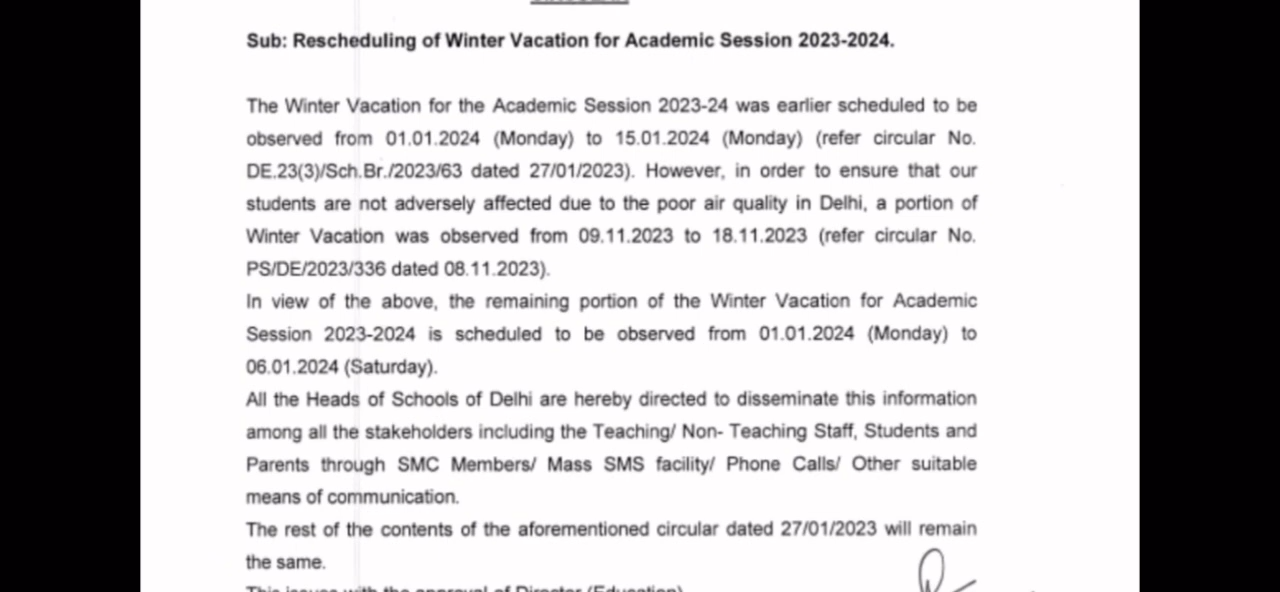 Sub: Rescheduling of Winter Vacation for Academic Session 2023-2024.
The Winter Vacation for the Academic Session 2023-24 was earlier scheduled to be
observed from 01.01.2024 (Monday) to 15.01.2024 (Monday) (refer circular No.
DE.23(3)/Sch.Br./2023/63 dated 27/01/2023). However, in order to ensure that our
students are not adversely affected due to the poor air quality in Delhi, a portion of
Winter Vacation was observed from 09.11.2023 to 18.11.2023 (refer circular No.
PS/DE/2023/336 dated 08.11.2023).
In view of the above, the remaining portion of the Winter Vacation for Academic
Session 2023-2024 is scheduled to be observed from 01.01.2024 (Monday) to
06.01.2024 (Saturday).
All the Heads of Schools of Delhi are hereby directed to disseminate this information
among all the stakeholders including the Teaching/ Non- Teaching Staff, Students and
Parents through SMC Members/ Mass SMS facility/ Phone Calls/ Other suitable
means of communication.
The rest of the contents of the aforementioned circular dated 27/01/2023 will remain
the same.
This issues with the approval of Director (Education)